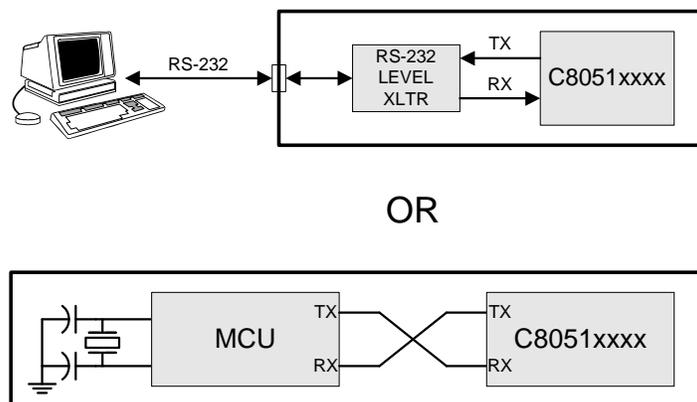 RS-232
RS-232
LEVEL
XLTR
TX
RX
C8051xxxx
OR
MCU
TX
RX
TX
RX
C8051xxxx